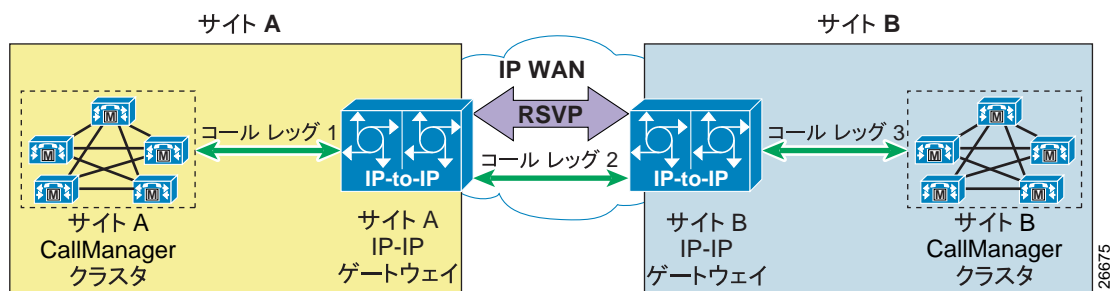 サイト A
サイト B
IP WAN
RSVP
コール レッグ 1
コール レッグ 2
コール レッグ 3
IP-to-IP
IP-to-IP
M
M
M
M
M
M
M
M
M
M
サイト A
CallManager
クラスタ
サイト A
IP-IP
ゲートウェイ
サイト B
IP-IP
ゲートウェイ
サイト B
CallManager
クラスタ
26675